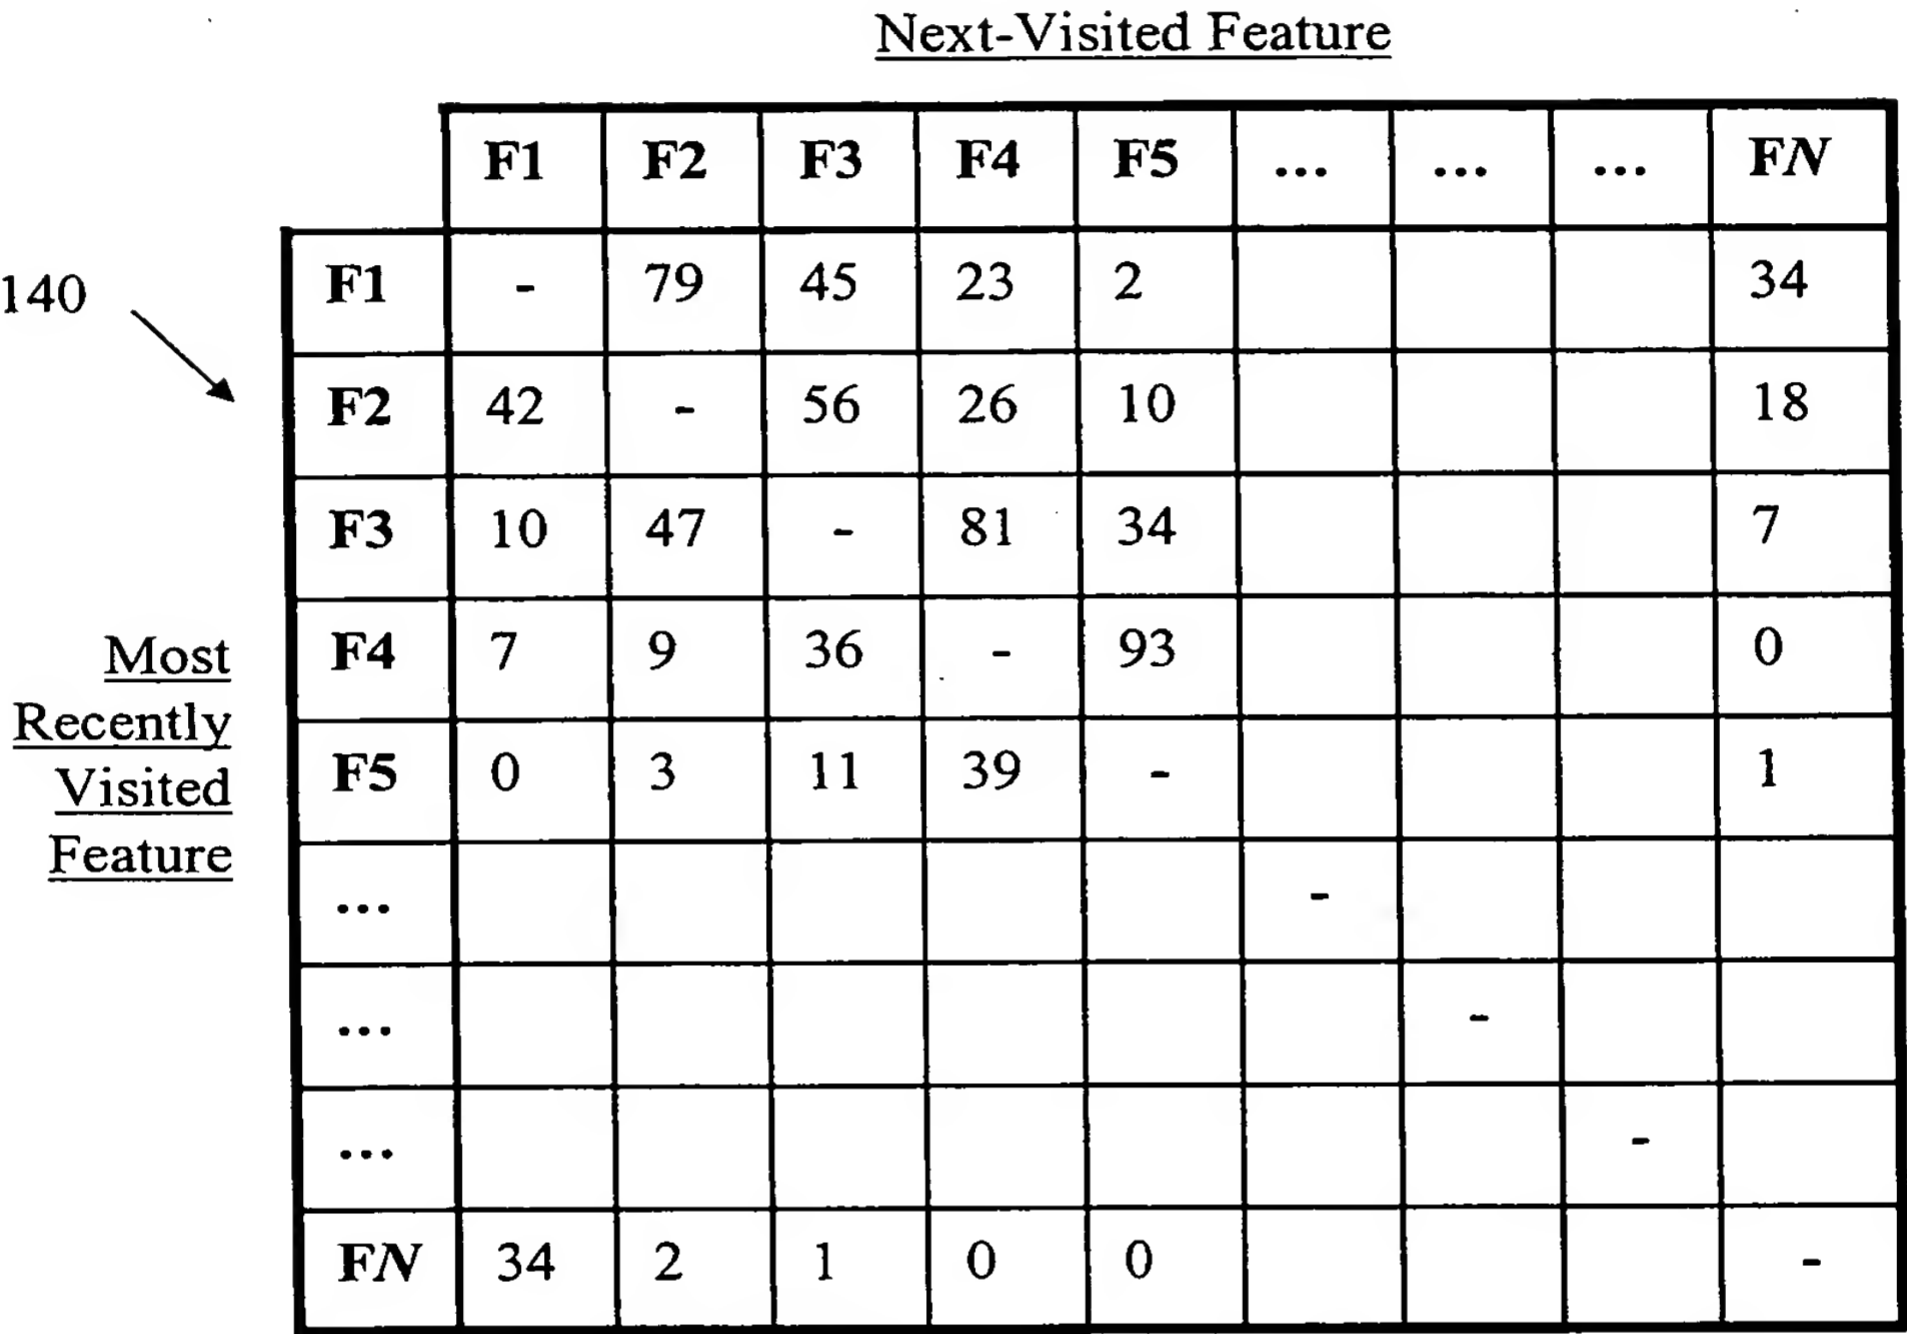 Next-Visited Feature
F1 F2 F3 F4 F5 ... ... ... FN
140
F1 - 79 45 23 2 34
F2 42 - 56 26 10 18
F3 10 47 - 81 34 7
Most
Recently
Visited
Feature
F4 7 9 36 - 93 0
F5 0 3 11 39 - 1
... -
... -
... -
FN 34 2 1 0 0 -